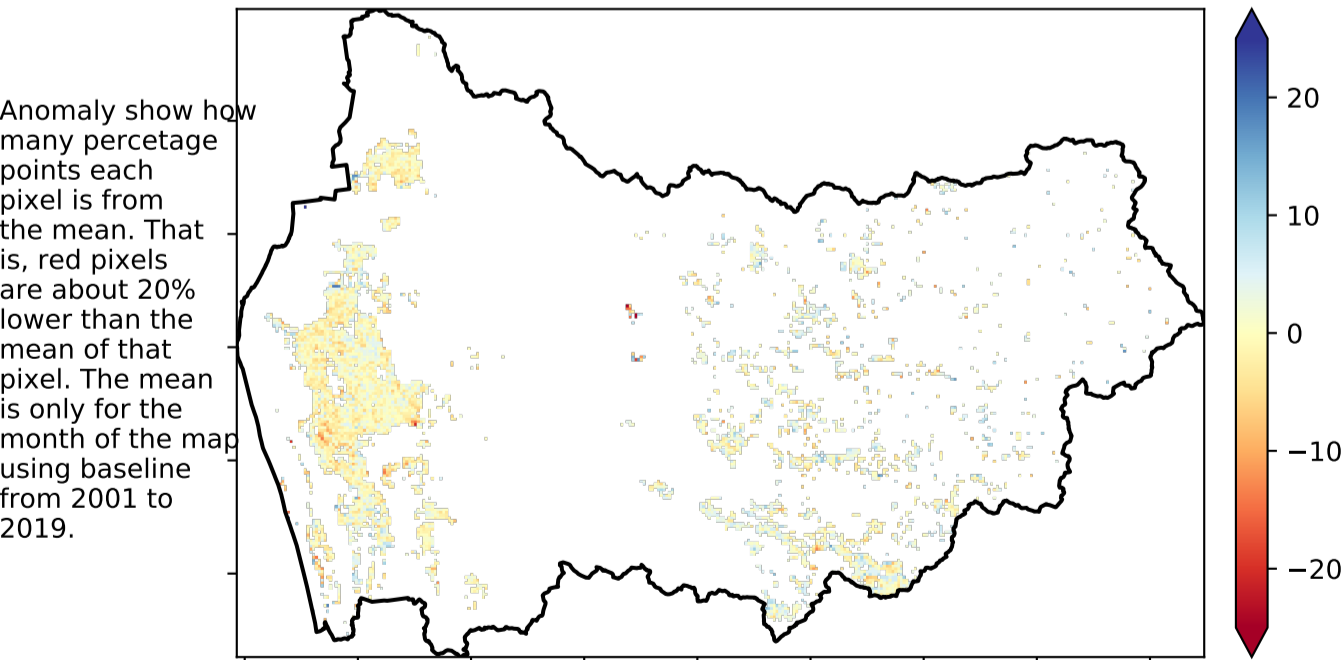 Anomaly show how
many percetage
points each
pixel is from
the mean. That
is, red pixels
are about 20%
lower than the
mean of that
pixel. The mean
is only for the
month of the map
using baseline
from 2001 to
2019.
20
10
0
−10
−20